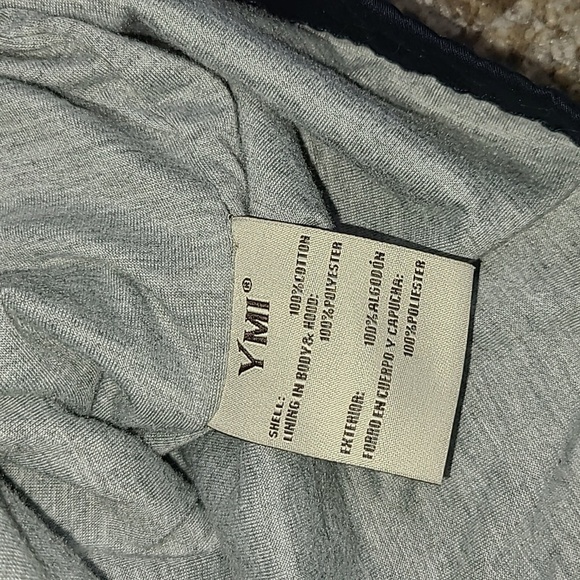 YMI®
SHELL: 100%COTTON
LINING IN BODY & HOOD:
100%POLYESTER
EXTERIOR: 100%ALGODÓN
FORRO EN CUERPO Y CAPUCHA:
100%POLIESTER